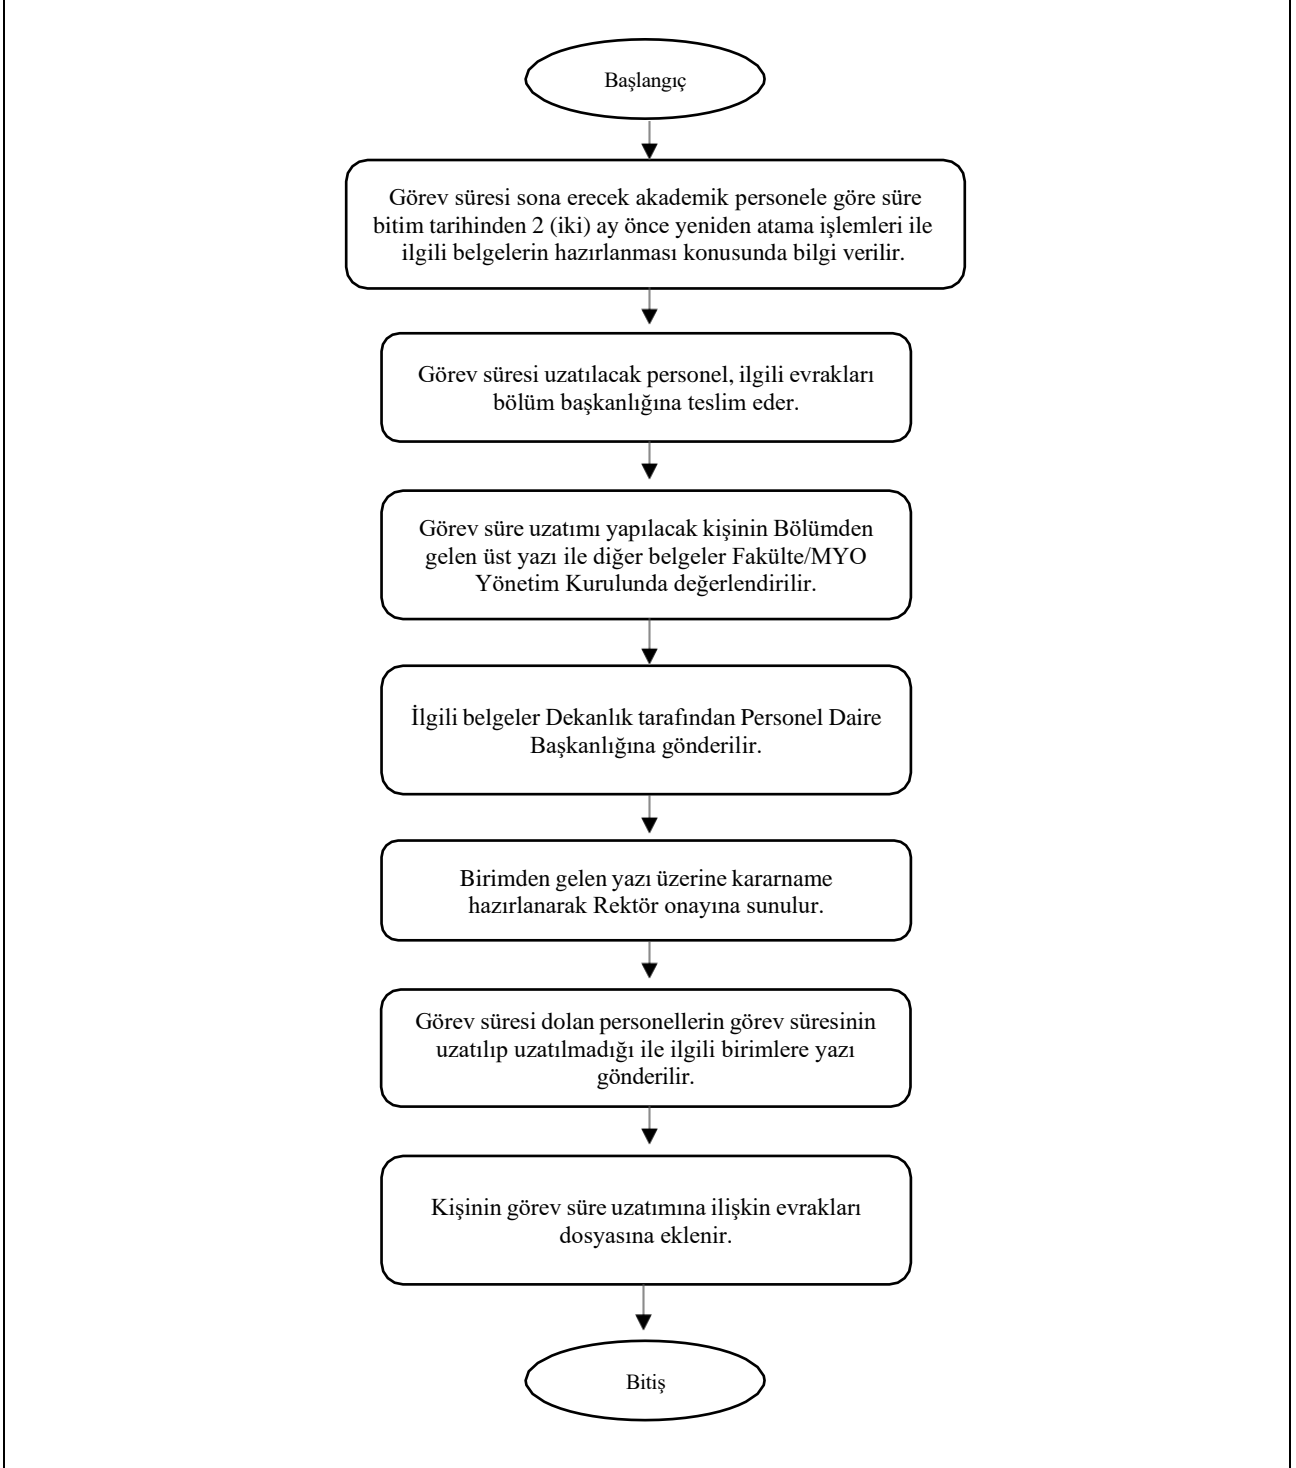 Başlangıç
Görev süresi sona erecek akademik personele göre süre
bitim tarihinden 2 (iki) ay önce yeniden atama işlemleri ile
ilgili belgelerin hazırlanması konusunda bilgi verilir.
Görev süresi uzatılacak personel, ilgili evrakları
bölüm başkanlığına teslim eder.
Görev süre uzatımı yapılacak kişinin Bölümden
gelen üst yazı ile diğer belgeler Fakülte/MYO
Yönetim Kurulunda değerlendirilir.
İlgili belgeler Dekanlık tarafından Personel Daire
Başkanlığına gönderilir.
Birimden gelen yazı üzerine kararname
hazırlanarak Rektör onayına sunulur.
Görev süresi dolan personellerin görev süresinin
uzatılıp uzatılmadığı ile ilgili birimlere yazı
gönderilir.
Kişinin görev süre uzatımına ilişkin evrakları
dosyasına eklenir.
Bitiş